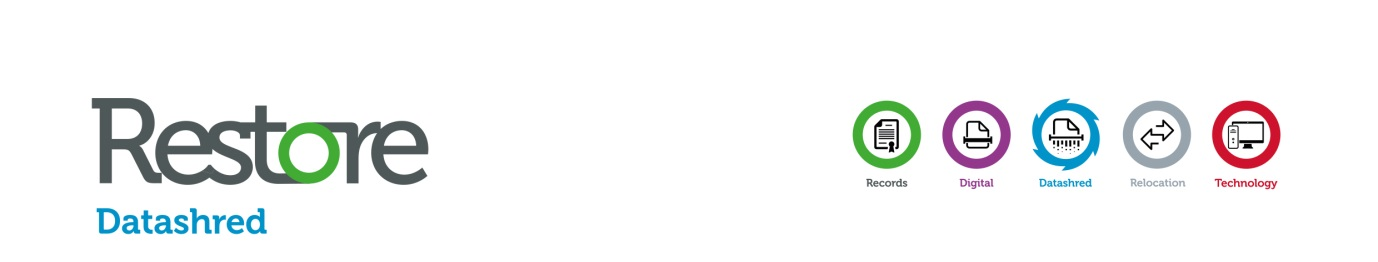 Restore
Datashred
Records Digital Datashred Relocation Technology